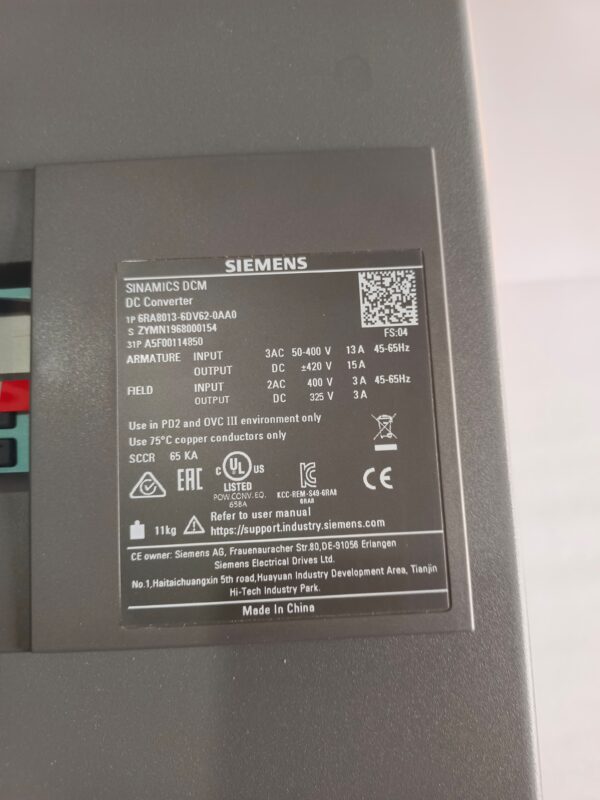 SIEMENS
SINAMICS DCM
DC Converter
1P 6RA8013-6DV62-0AA0
S ZYMN1968000154
31P A5F00114850
FS:04
ARMATURE INPUT 3AC 50-400 V 13 A 45-65Hz
OUTPUT DC ±420 V 15 A
FIELD INPUT 2AC 400 V 3 A 45-65Hz
OUTPUT DC 325 V 3 A
Use in PD2 and OVC III environment only
Use 75°C copper conductors only
SCCR 65 KA
EAC
C UL US
LISTED
POW.CONV.EQ.
658A
KCC-REM-S49-6RA8
6RA8
CE
11kg Refer to user manual
https://support.industry.siemens.com
CE owner: Siemens AG, Frauenauracher Str.80,DE-91056 Erlangen
Siemens Electrical Drives Ltd.
No.1,Haitaichuangxin 5th road,Huayuan Industry Development Area, Tianjin
Hi-Tech Industry Park.
Made In China